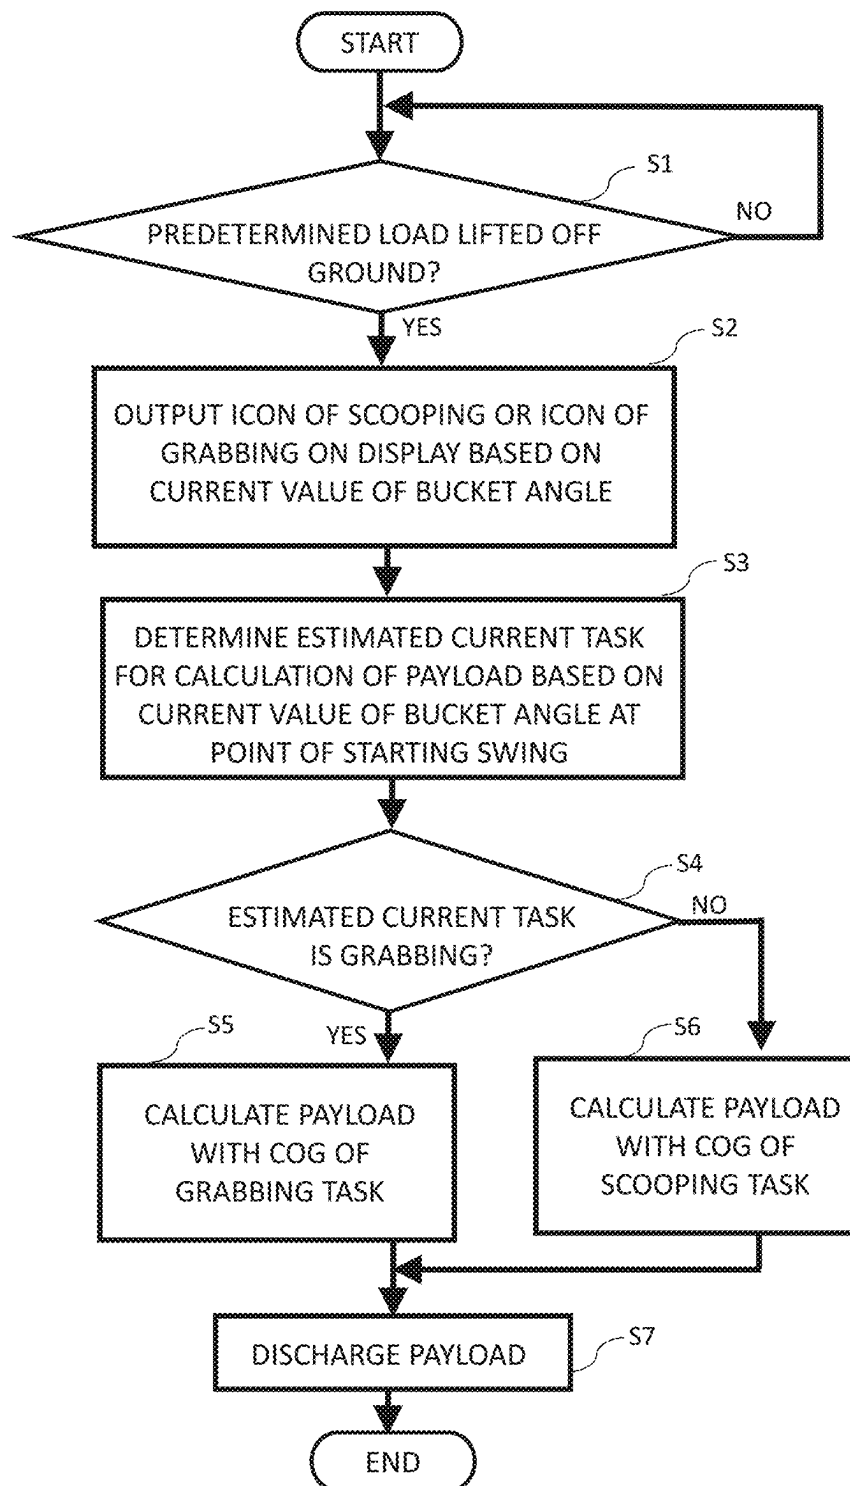 START
S1
NO
PREDETERMINED LOAD LIFTED OFF
GROUND?
YES
S2
OUTPUT ICON OF SCOOPING OR ICON OF
GRABBING ON DISPLAY BASED ON
CURRENT VALUE OF BUCKET ANGLE
S3
DETERMINE ESTIMATED CURRENT TASK
FOR CALCULATION OF PAYLOAD BASED ON
CURRENT VALUE OF BUCKET ANGLE AT
POINT OF STARTING SWING
S4
NO
ESTIMATED CURRENT TASK
IS GRABBING?
YES
S5
CALCULATE PAYLOAD
WITH COG OF
GRABBING TASK
S6
CALCULATE PAYLOAD
WITH COG OF
SCOOPING TASK
S7
DISCHARGE PAYLOAD
END